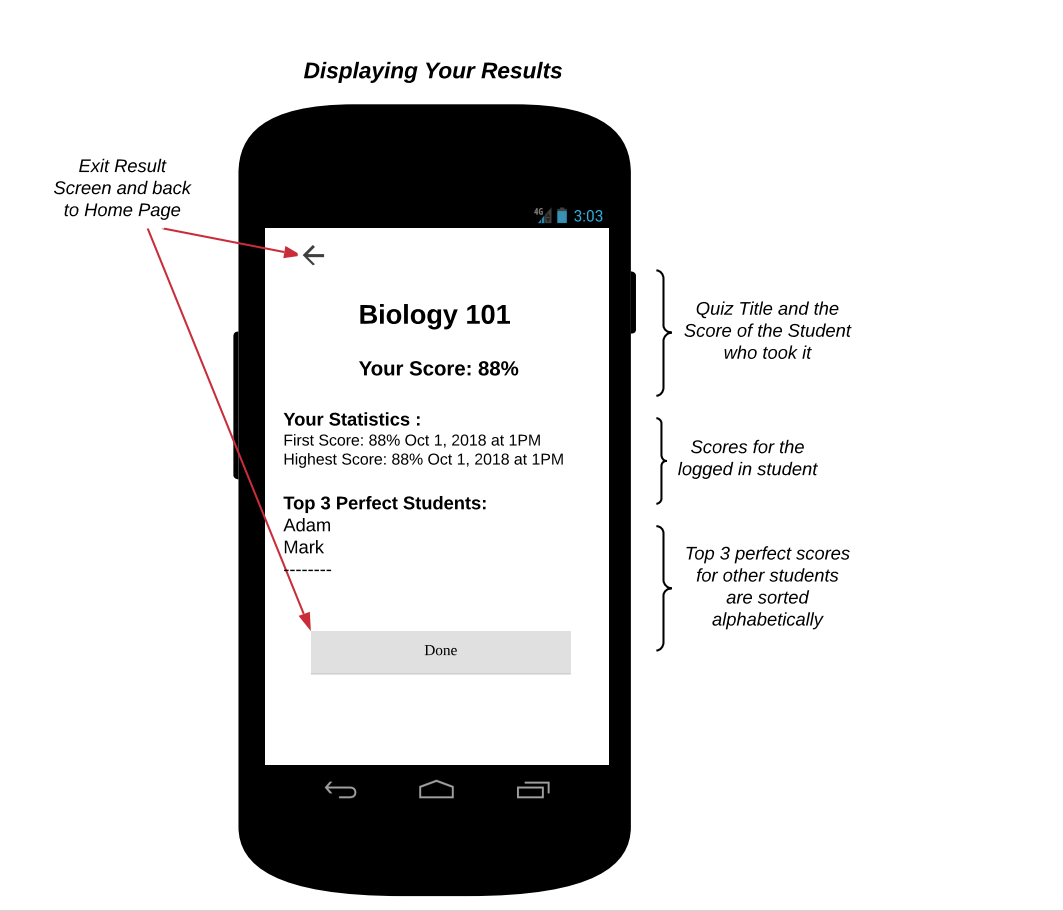 Displaying Your Results
Exit Result
Screen and back
to Home Page
4G 3:03
Biology 101
Your Score: 88%
Your Statistics :
First Score: 88% Oct 1, 2018 at 1PM
Highest Score: 88% Oct 1, 2018 at 1PM
Top 3 Perfect Students:
Adam
Mark
--------
Done
Quiz Title and the
Score of the Student
who took it
Scores for the
logged in student
Top 3 perfect scores
for other students
are sorted
alphabetically